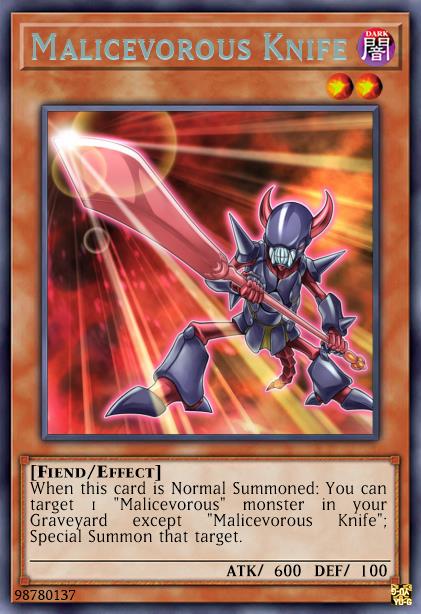 MALICEVOROUS KNIFE
DARK
闇
[FIEND/EFFECT]
When this card is Normal Summoned: You can
target 1 "Malicevorous" monster in your
Graveyard except "Malicevorous Knife";
Special Summon that target.
ATK/ 600 DEF/ 100
98780137